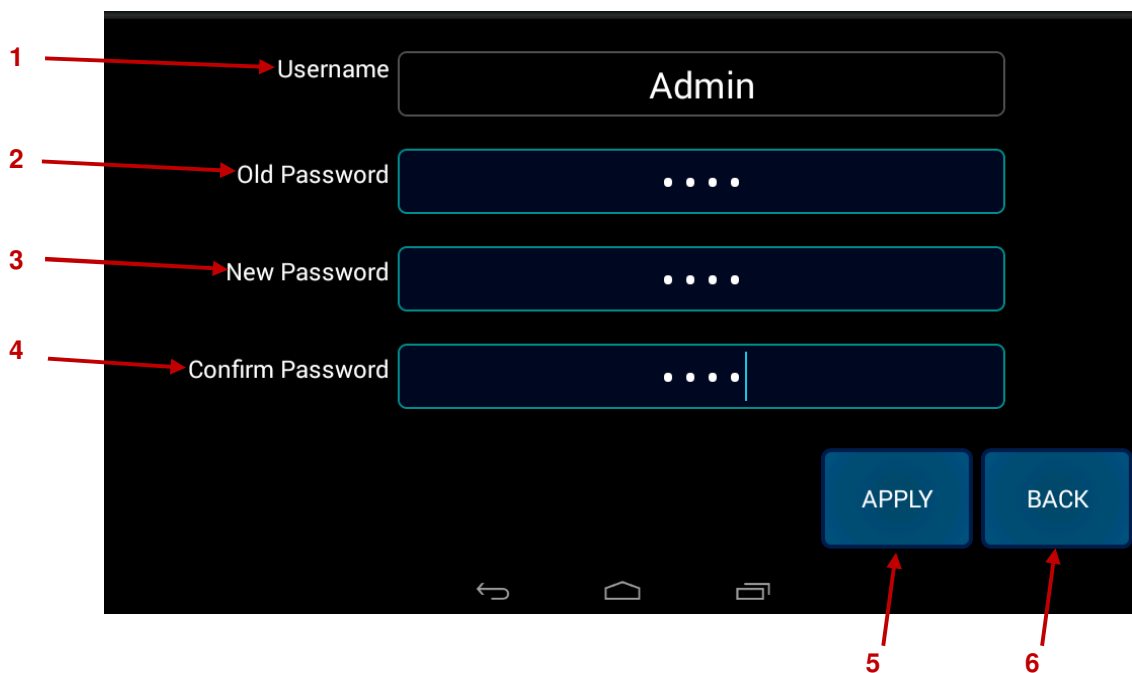 1 Username Admin
2 Old Password ••••
3 New Password ••••
4 Confirm Password ••••
APPLY BACK
5 6